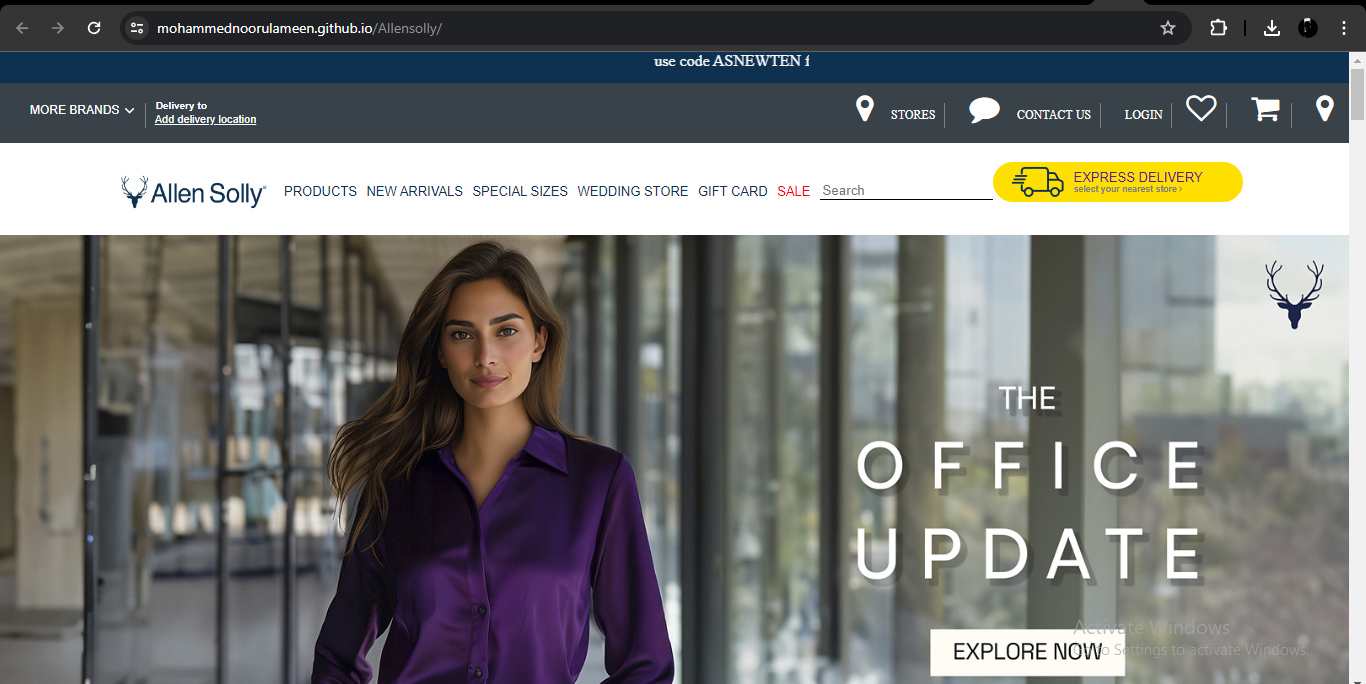 mohammednoorulameen.github.io/Allensolly/
use code ASNEWTEN f
MORE BRANDS
Delivery to
Add delivery location
STORES
CONTACT US
LOGIN
Allen Solly
PRODUCTS NEW ARRIVALS SPECIAL SIZES WEDDING STORE GIFT CARD SALE Search
EXPRESS DELIVERY
select your nearest store ›
THE
OFFICE
UPDATE
EXPLORE NOW
Activate Windows
Go to Settings to activate Windows.